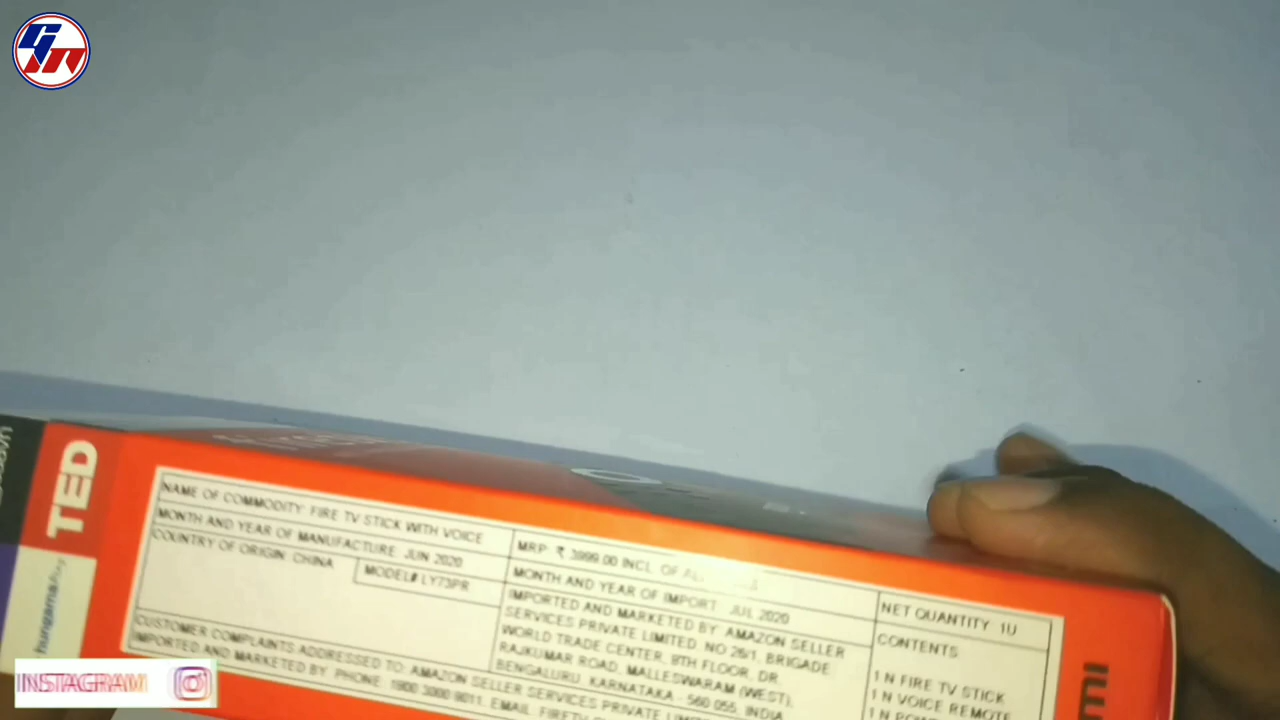 TED
hungama
NAME OF COMMODITY: FIRE TV STICK WITH VOICE
MONTH AND YEAR OF MANUFACTURE: JUN 2020
COUNTRY OF ORIGIN: CHINA
MODEL# LY73PR
MRP: ₹ 3999.00 INCL. OF
MONTH AND YEAR OF IMPORT: JUL 2020
IMPORTED AND MARKETED BY: AMAZON SELLER
SERVICES PRIVATE LIMITED, NO 26/1, BRIGADE
WORLD TRADE CENTER, 8TH FLOOR, DR.
RAJKUMAR ROAD, MALLESWARAM (WEST),
BENGALURU, KARNATAKA - 560 055, INDIA
NET QUANTITY: 1U
CONTENTS:
1 N FIRE TV STICK
1 N VOICE REMOTE
CUSTOMER COMPLAINTS ADDRESSED TO: AMAZON SELLER SERVICES PRIVATE
IMPORTED AND MARKETED BY. PHONE: 1800 3000 9011. EMAIL:
INSTAGRAM